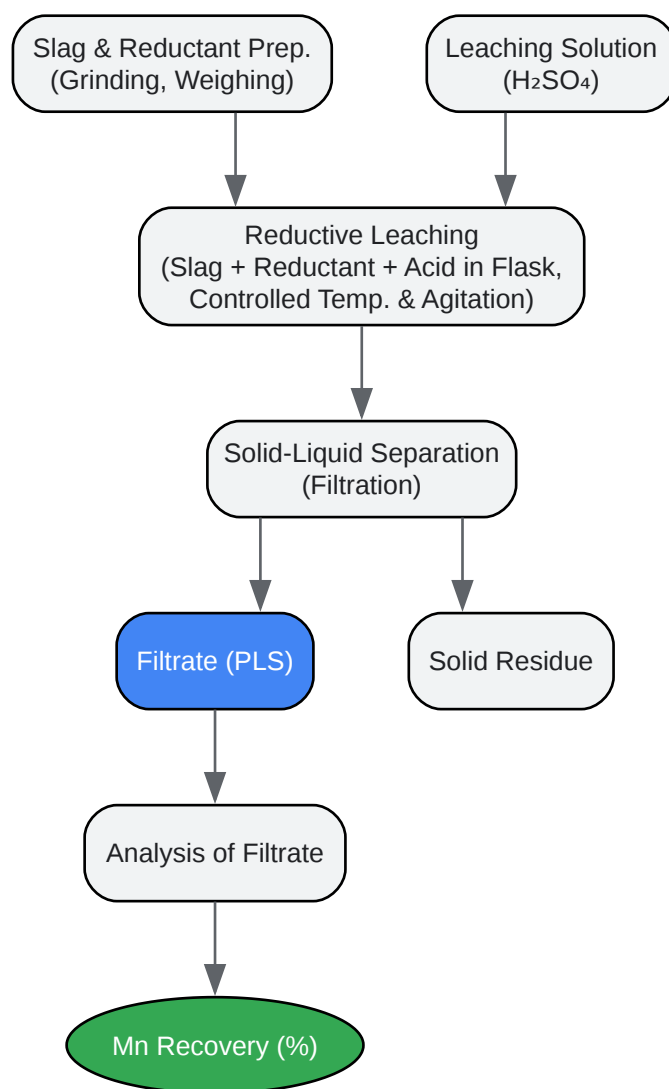 Slag & Reductant Prep.
(Grinding, Weighing)
Leaching Solution
(H₂SO₄)
Reductive Leaching
(Slag + Reductant + Acid in Flask,
Controlled Temp. & Agitation)
Solid-Liquid Separation
(Filtration)
Filtrate (PLS)
Solid Residue
Analysis of Filtrate
Mn Recovery (%)